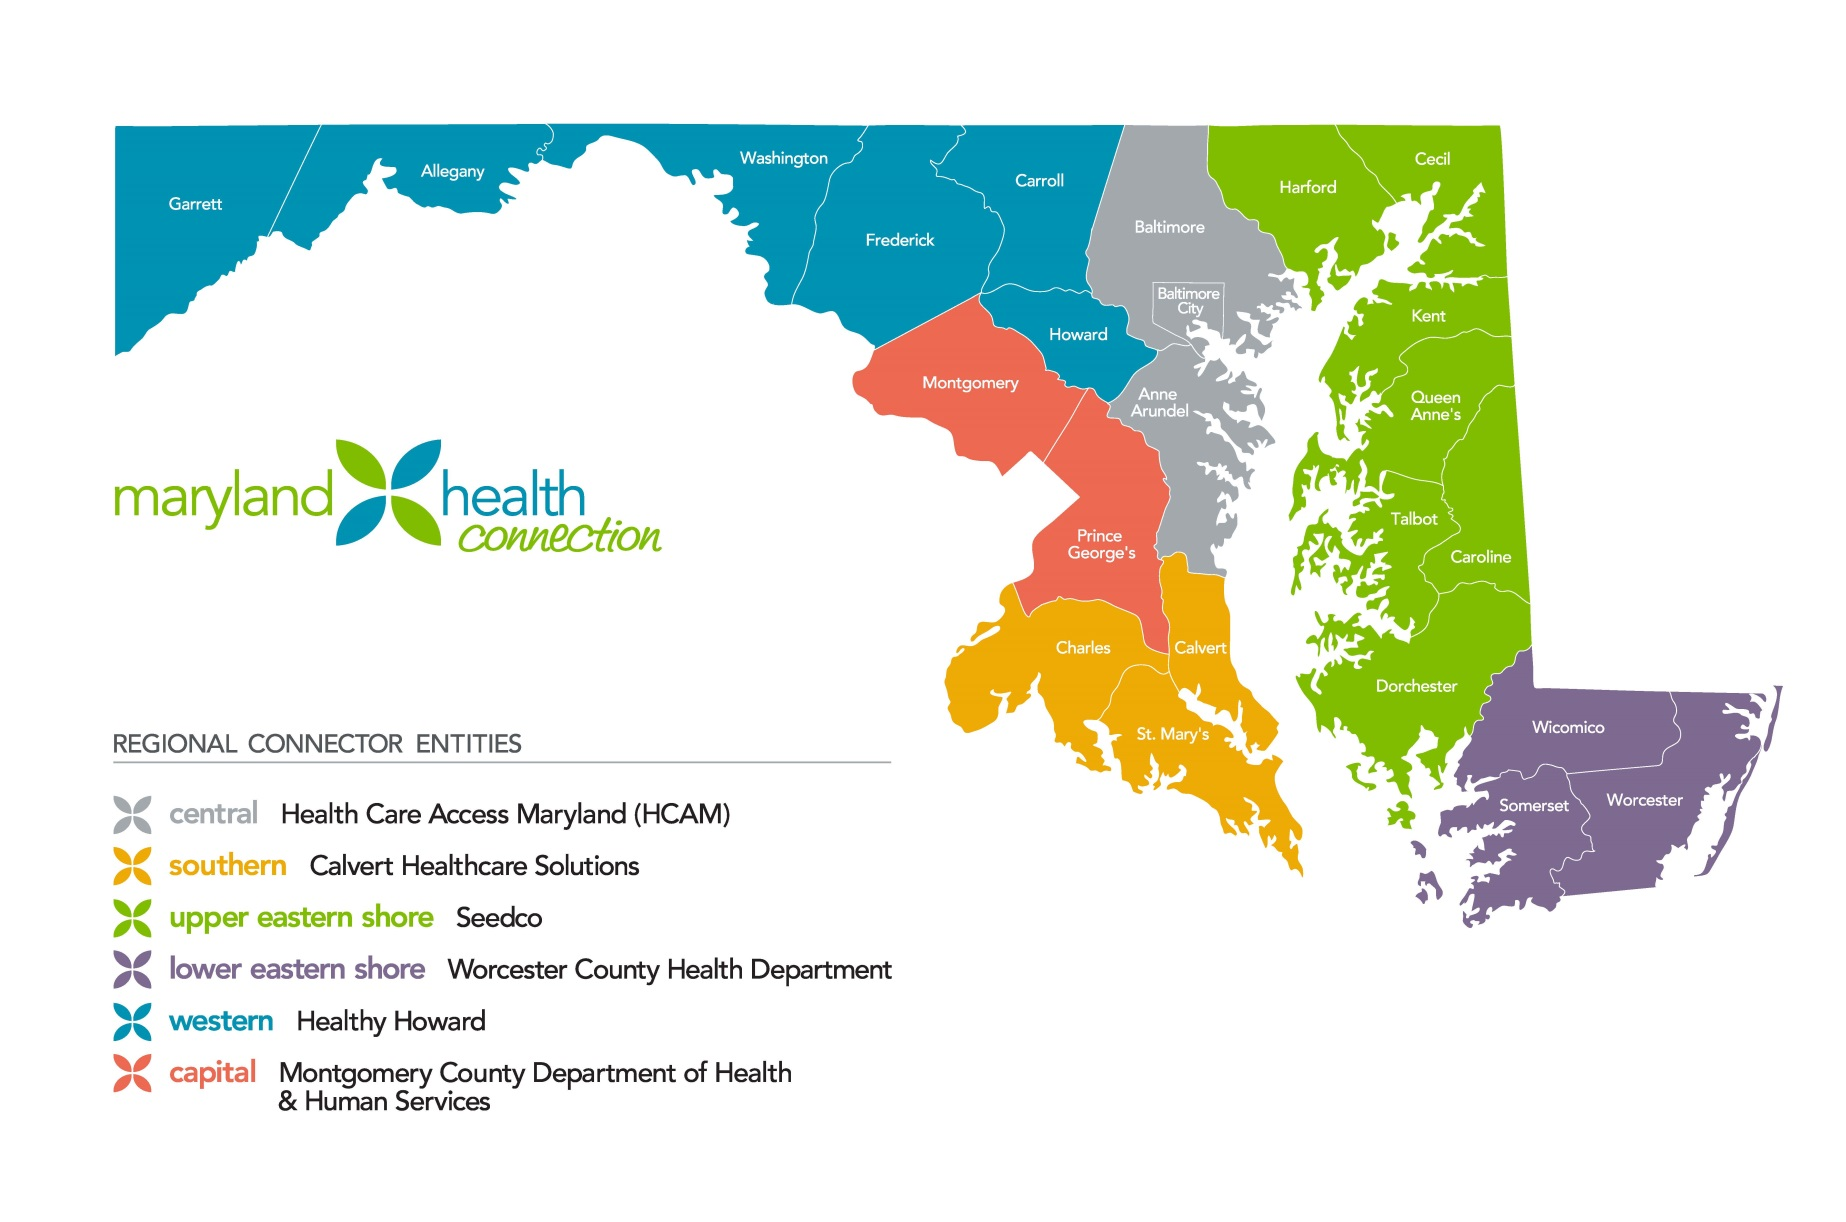 Garrett
Allegany
Washington
Frederick
Carroll
Baltimore
Baltimore
City
Harford
Cecil
Howard
Kent
Montgomery
Anne
Arundel
Queen
Anne's
Prince
George's
Talbot
Caroline
Charles
Calvert
Dorchester
St. Mary's
Wicomico
Somerset
Worcester
maryland health
connection
REGIONAL CONNECTOR ENTITIES
central Health Care Access Maryland (HCAM)
southern Calvert Healthcare Solutions
upper eastern shore Seedco
lower eastern shore Worcester County Health Department
western Healthy Howard
capital Montgomery County Department of Health
& Human Services